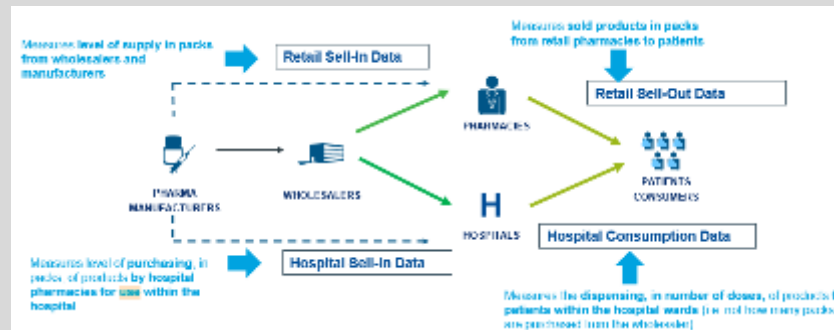 Measures level of supply in packs
from wholesalers and
manufacturers
Retail Sell-In Data
Measures sold products in packs
from retail pharmacies to patients
Retail Sell-Out Data
PHARMACIES
PHARMA
MANUFACTURERS
WHOLESALERS
PATIENTS
CONSUMERS
HOSPITALS
H
Hospital Consumption Data
Hospital Sell-In Data
Measures level of purchasing, in
packs, of products by hospital
pharmacies for use within the
hospital
Measures the dispensing, in number of doses, of products
patients within the hospital wards (i.e. not how many packs
are purchased from the wholesaler)